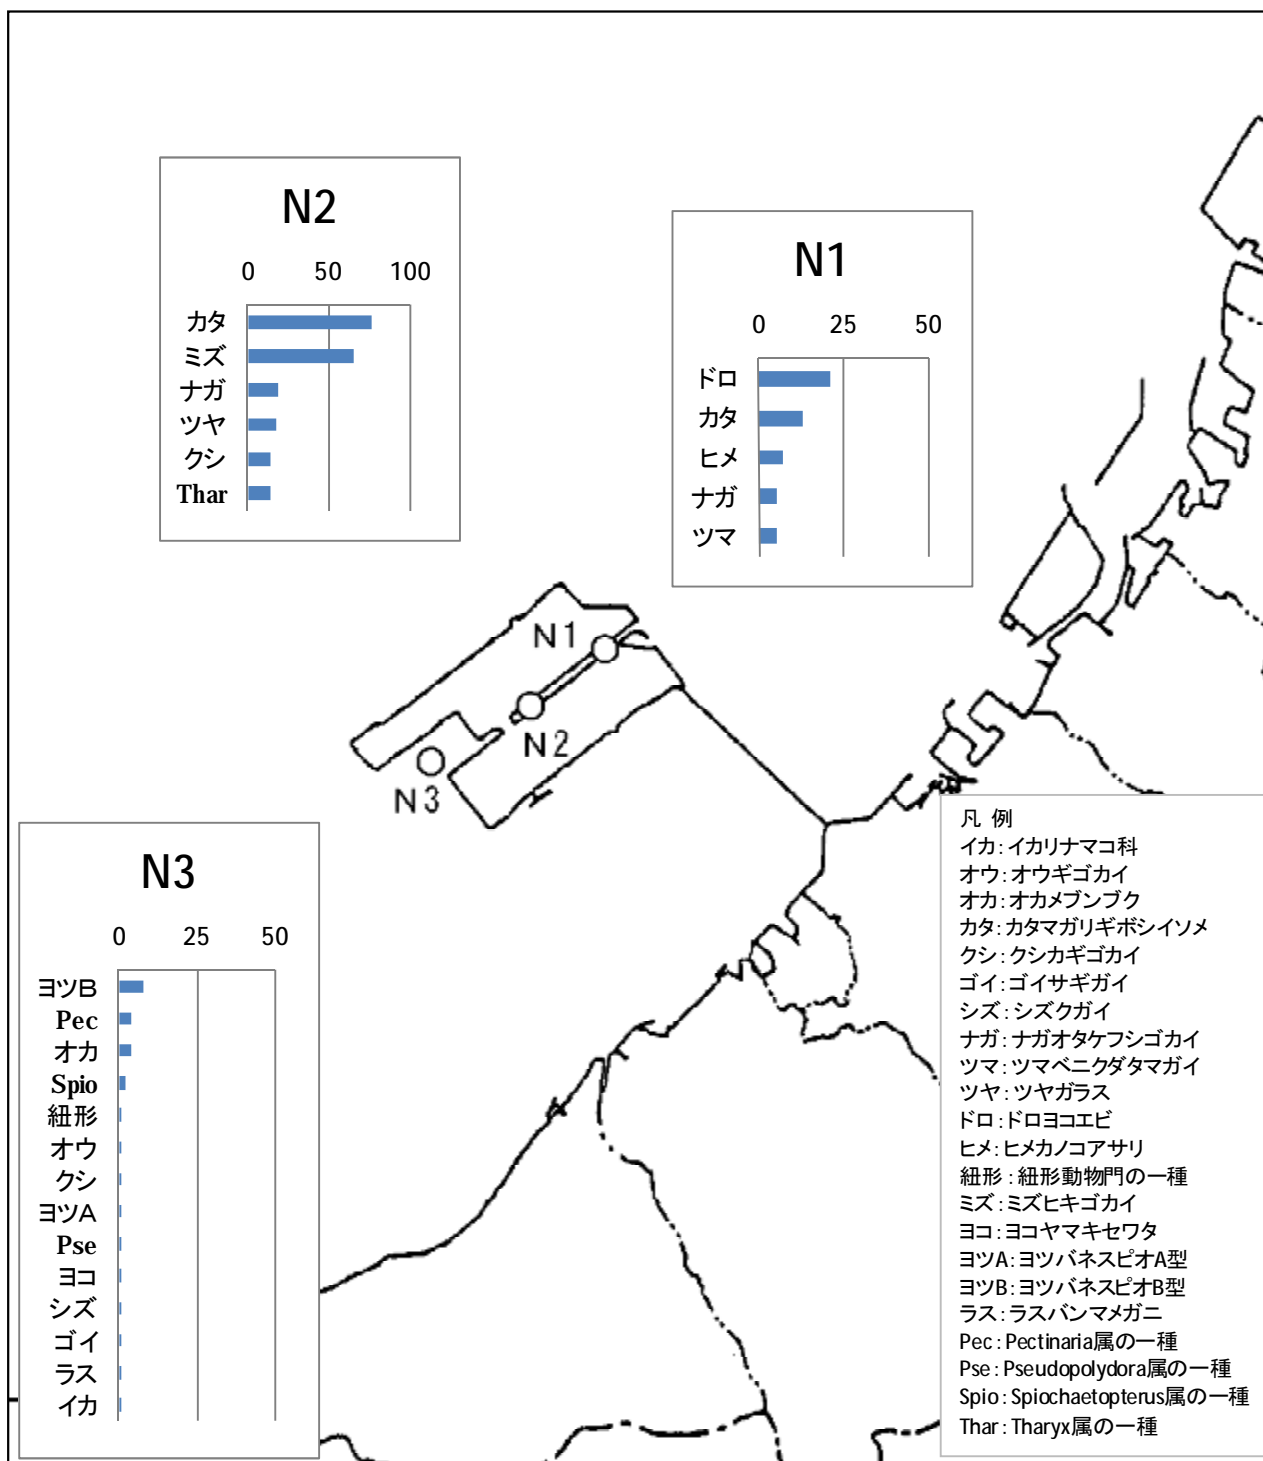 N2
0 50 100
カタ
ミズ
ナガ
ツヤ
クシ
Thar
N1
0 25 50
ドロ
カタ
ヒメ
ナガ
ツマ
N1
N2
N3
N3
0 25 50
ヨツB
Pec
オカ
Spio
紐形
オウ
クシ
ヨツA
Pse
ヨコ
シズ
ゴイ
ラス
イカ
凡 例
イカ:イカリナマコ科
オウ:オウギゴカイ
オカ:オカメブンブク
カタ:カタマガリギボシイソメ
クシ:クシカギゴカイ
ゴイ:ゴイサギガイ
シズ:シズクガイ
ナガ:ナガオタケフシゴカイ
ツマ:ツマベニクダタマガイ
ツヤ:ツヤガラス
ドロ:ドロヨコエビ
ヒメ:ヒメカノコアサリ
紐形:紐形動物門の一種
ミズ:ミズヒキゴカイ
ヨコ:ヨコヤマキセワタ
ヨツA:ヨツバネスピオA型
ヨツB:ヨツバネスピオB型
ラス:ラスバンマメガニ
Pec:Pectinaria属の一種
Pse:Pseudopolydora属の一種
Spio:Spiochaetopterus属の一種
Thar:Tharyx属の一種